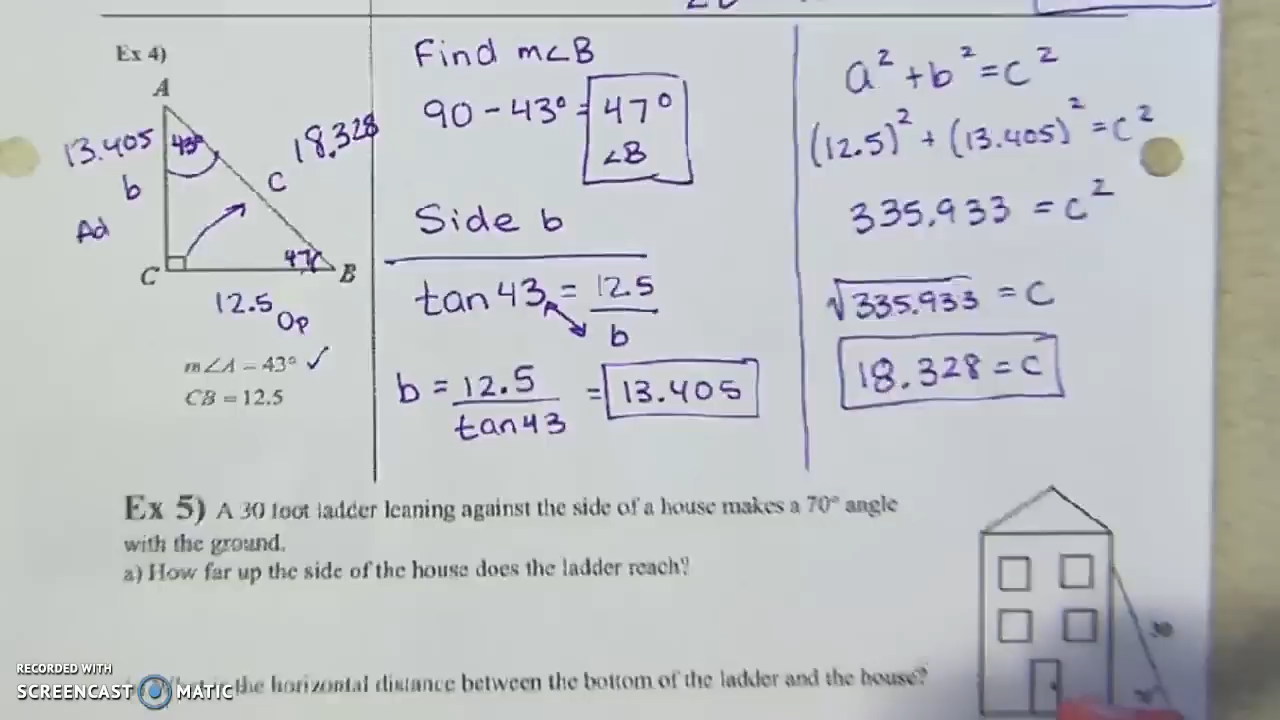 Ex 4)
A
13.405
43°
18.328
b
c
Ad
C
47°
B
12.5
Op
m∠A = 43° ✓
CB = 12.5
Find m∠B
90 - 43° = 47°
∠B
Side b
tan 43 = 12.5
b
b = 12.5 = 13.405
tan 43
a² + b² = c²
(12.5)² + (13.405)² = c²
335.933 = c²
√335.933 = c
18.328 = c
Ex 5) A 30 foot ladder leaning against the side of a house makes a 70° angle
with the ground.
a) How far up the side of the house does the ladder reach?
30
the horizontal distance between the bottom of the ladder and the house?
RECORDED WITH
SCREENCAST MATIC